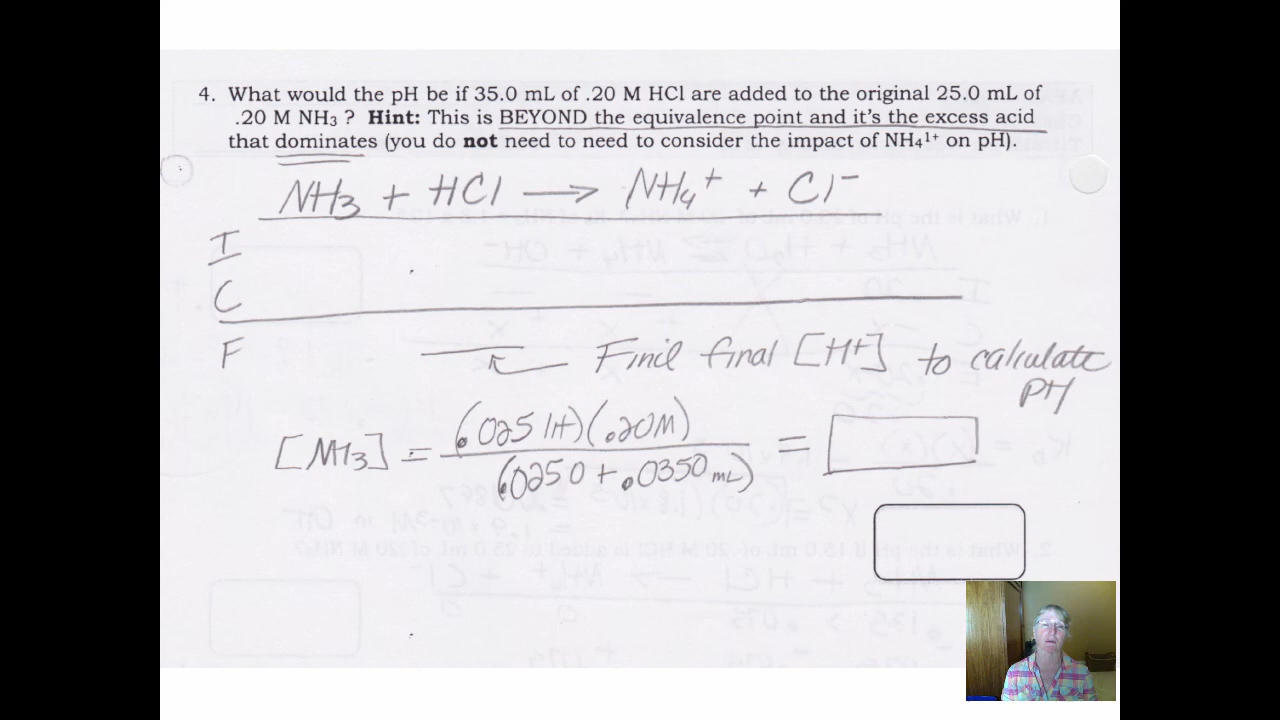 4. What would the pH be if 35.0 mL of .20 M HCl are added to the original 25.0 mL of
.20 M NH₃ ? Hint: This is BEYOND the equivalence point and it's the excess acid
that dominates (you do not need to need to consider the impact of NH₄¹⁺ on pH).
NH₃ + HCl → NH₄⁺ + Cl⁻
I
C
F Find final [H+] to calculate
pH
[NH₃] = (.025 )(.20M)
(.0250 + .0350 mL) =